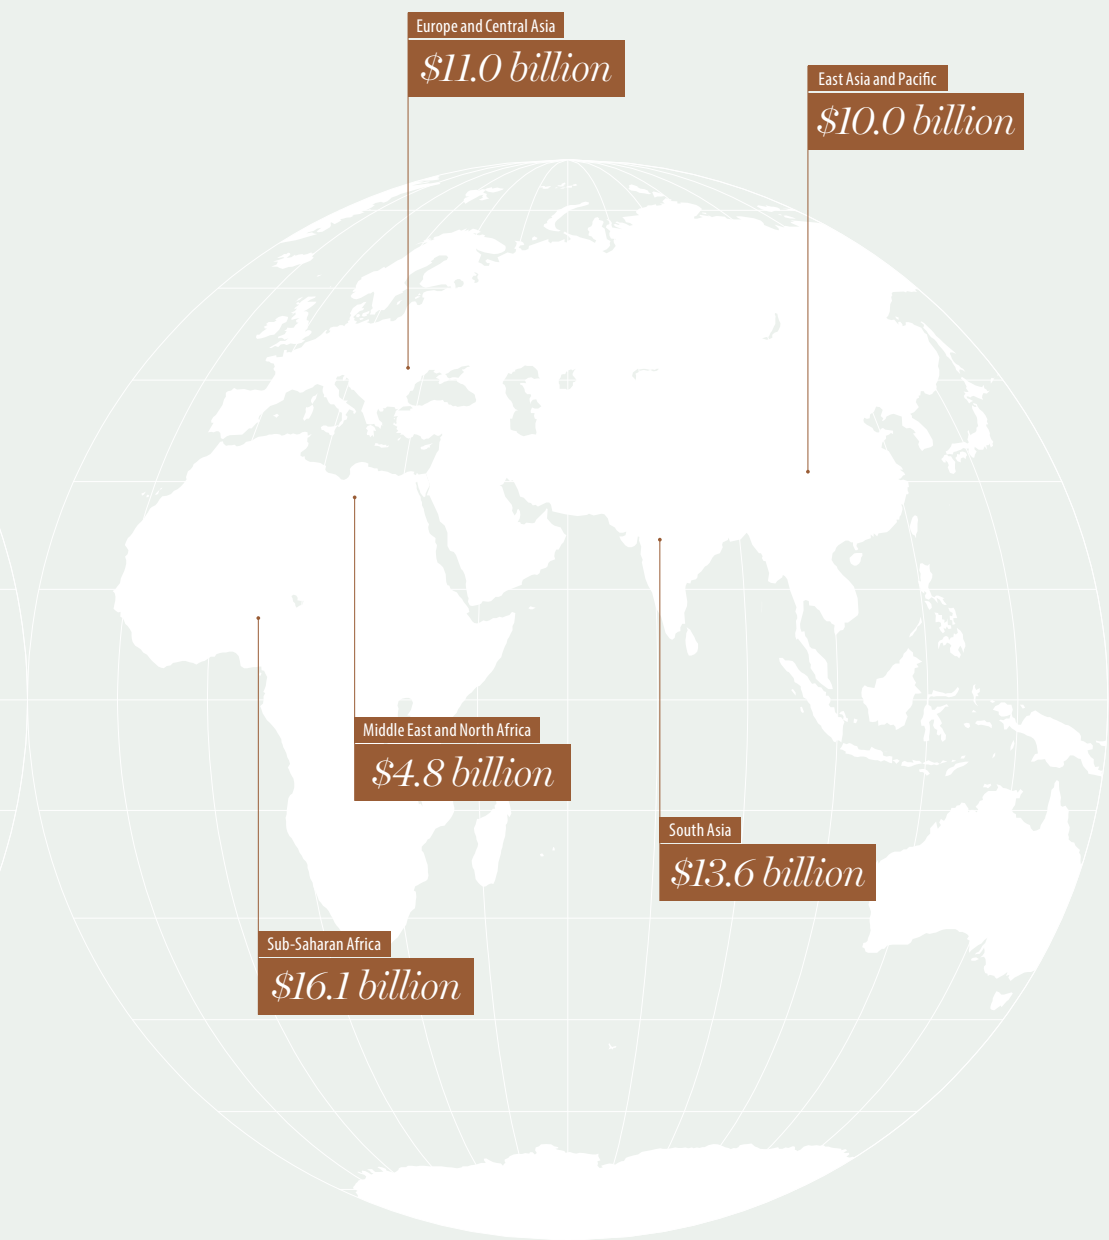 Europe and Central Asia
$11.0 billion
East Asia and Pacific
$10.0 billion
Middle East and North Africa
$4.8 billion
South Asia
$13.6 billion
Sub-Saharan Africa
$16.1 billion